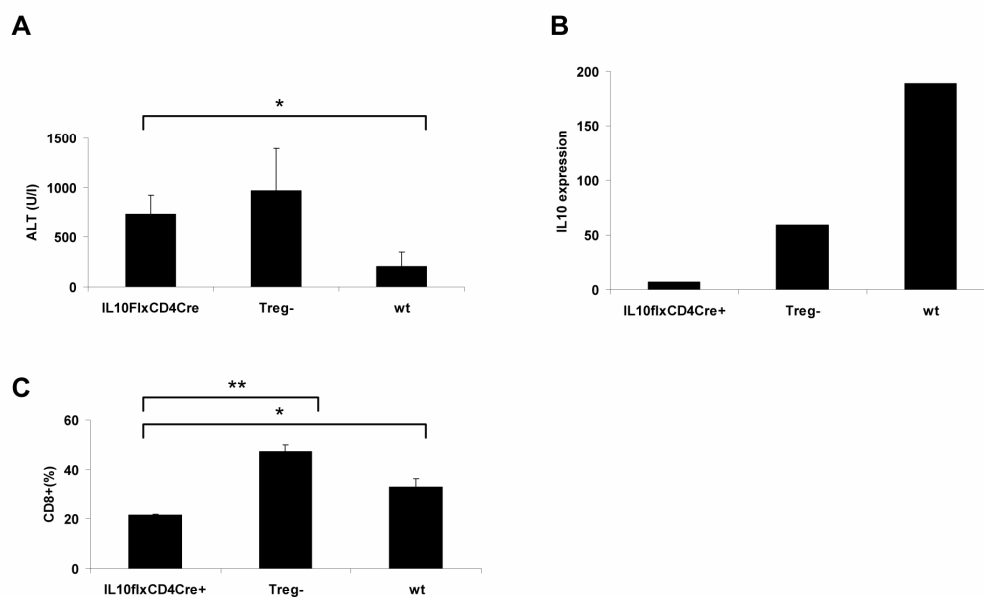 A
*
1500
1000
500
0
ALT (U/l)
IL10FlxCD4Cre Treg- wt
B
200
150
100
50
0
IL10 expression
IL10flxCD4Cre+ Treg- wt
C
**
*
60
40
20
0
CD8+(%)
IL10flxCD4Cre+ Treg- wt